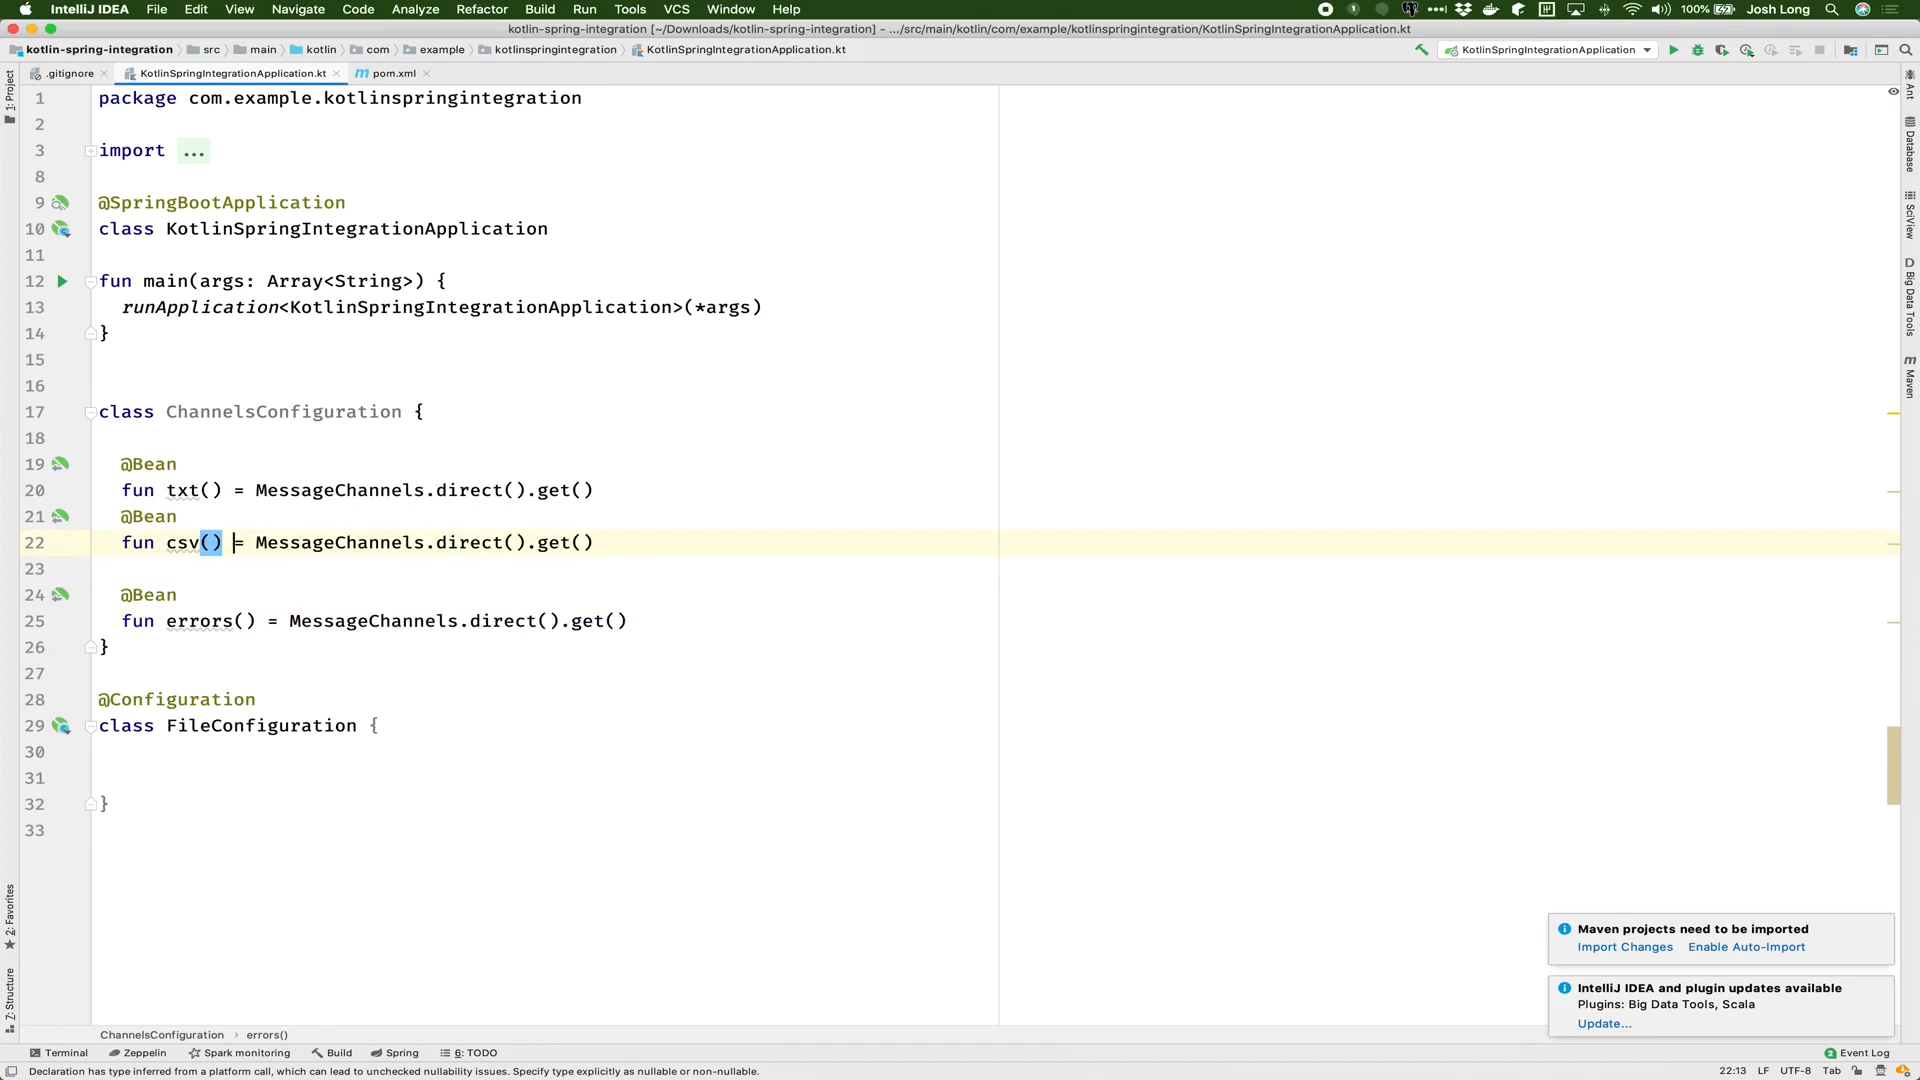 IntelliJ IDEA File Edit View Navigate Code Analyze Refactor Build Run Tools VCS Window Help 100% Josh Long
kotlin-spring-integration [~/Downloads/kotlin-spring-integration] - .../src/main/kotlin/com/example/kotlinspringintegration/KotlinSpringIntegrationApplication.kt
kotlin-spring-integration src main kotlin com example kotlinspringintegration KotlinSpringIntegrationApplication.kt KotlinSpringIntegrationApplication
.gitignore KotlinSpringIntegrationApplication.kt pom.xml
1: Project
Ant
Database
SciView
Big Data Tools
Maven
1 package com.example.kotlinspringintegration
2
3 import ...
8
9 @SpringBootApplication
10 class KotlinSpringIntegrationApplication
11
12 fun main(args: Array<String>) {
13 runApplication<KotlinSpringIntegrationApplication>(*args)
14 }
15
16
17 class ChannelsConfiguration {
18
19 @Bean
20 fun txt() = MessageChannels.direct().get()
21 @Bean
22 fun csv() = MessageChannels.direct().get()
23
24 @Bean
25 fun errors() = MessageChannels.direct().get()
26 }
27
28 @Configuration
29 class FileConfiguration {
30
31
32 }
33
2: Favorites
Z: Structure
Maven projects need to be imported
Import Changes Enable Auto-Import
IntelliJ IDEA and plugin updates available
Plugins: Big Data Tools, Scala
Update...
ChannelsConfiguration › errors()
Terminal Zeppelin Spark monitoring Build Spring 6: TODO 2 Event Log
Declaration has type inferred from a platform call, which can lead to unchecked nullability issues. Specify type explicitly as nullable or non-nullable. 22:13 LF UTF-8 Tab